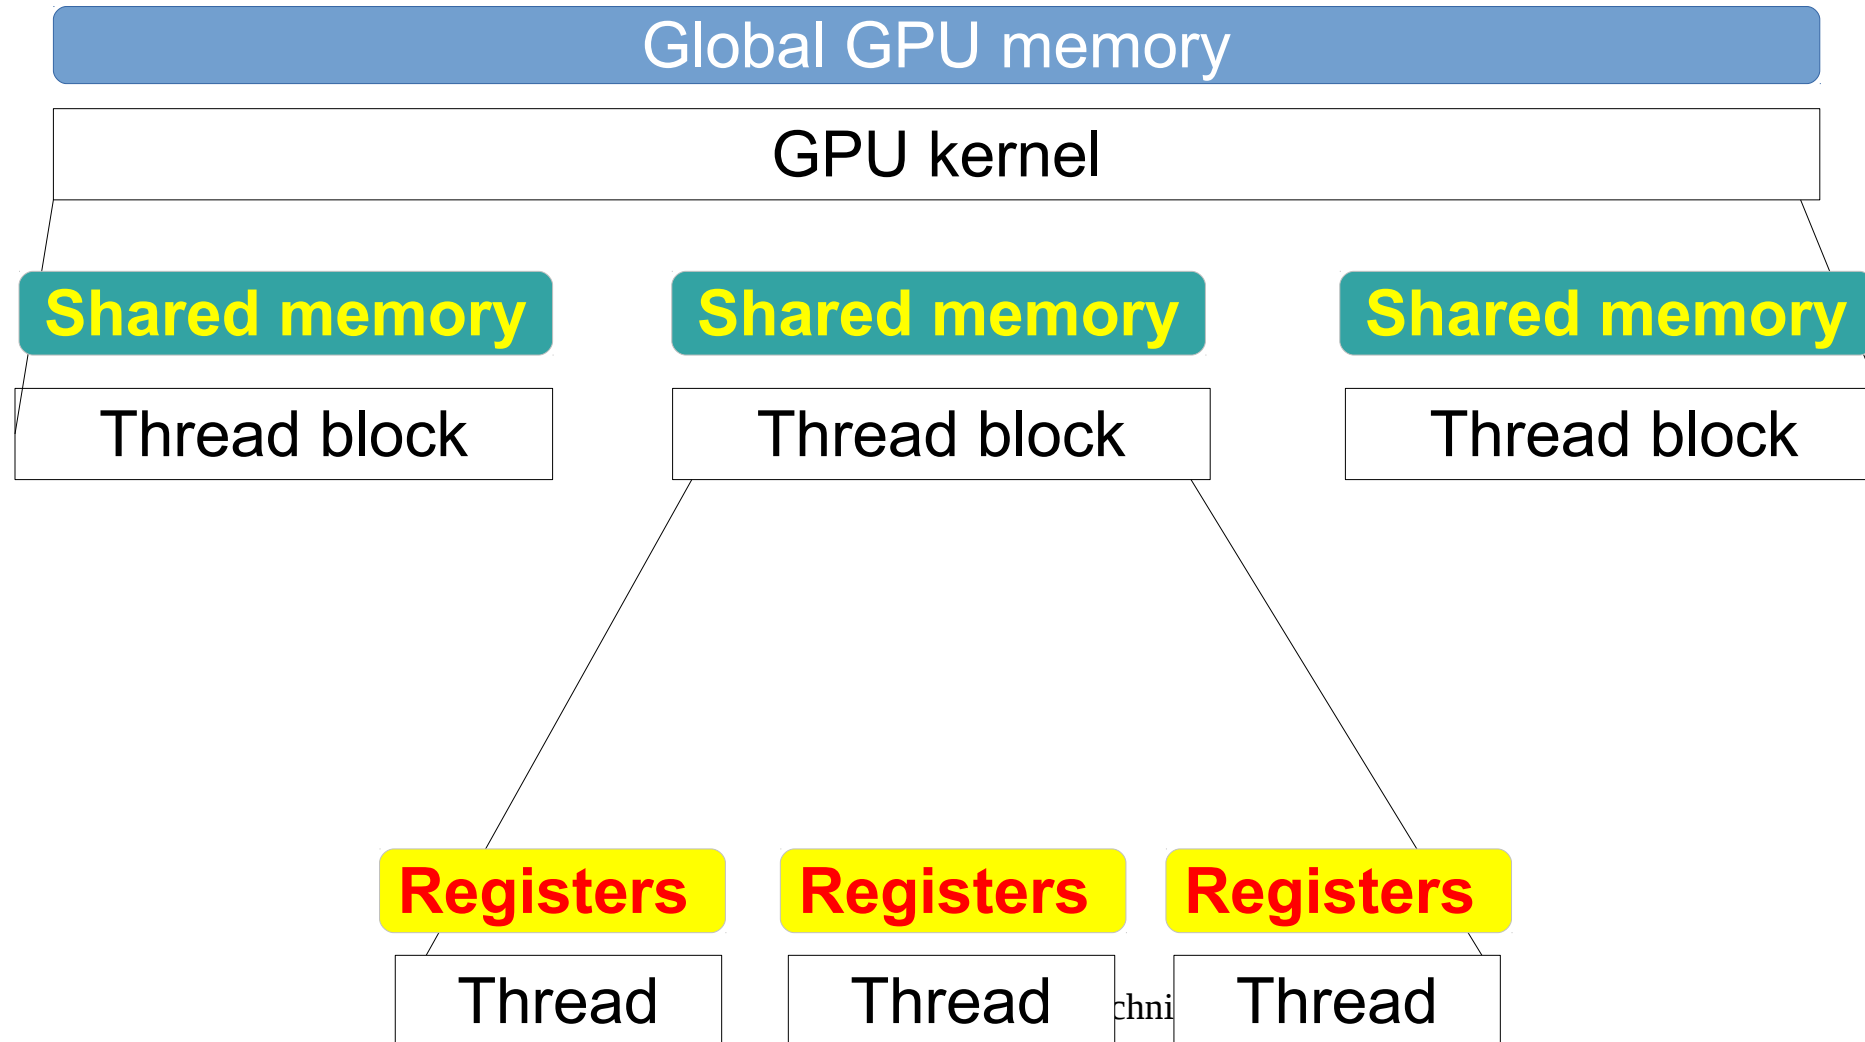 Global GPU memory
GPU kernel
Shared memory Shared memory Shared memory
Thread block Thread block Thread block
Registers Registers Registers
Thread Thread Thread